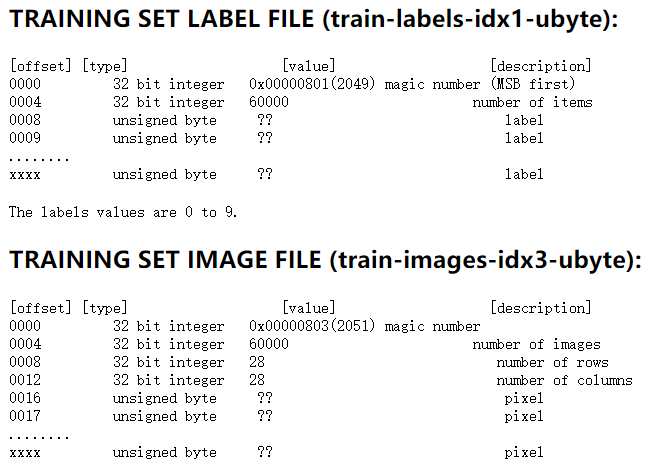 TRAINING SET LABEL FILE (train-labels-idx1-ubyte):
[offset] [type] [value] [description]
0000 32 bit integer 0x00000801(2049) magic number (MSB first)
0004 32 bit integer 60000 number of items
0008 unsigned byte ?? label
0009 unsigned byte ?? label
........
xxxx unsigned byte ?? label
The labels values are 0 to 9.
TRAINING SET IMAGE FILE (train-images-idx3-ubyte):
[offset] [type] [value] [description]
0000 32 bit integer 0x00000803(2051) magic number
0004 32 bit integer 60000 number of images
0008 32 bit integer 28 number of rows
0012 32 bit integer 28 number of columns
0016 unsigned byte ?? pixel
0017 unsigned byte ?? pixel
........
xxxx unsigned byte ?? pixel